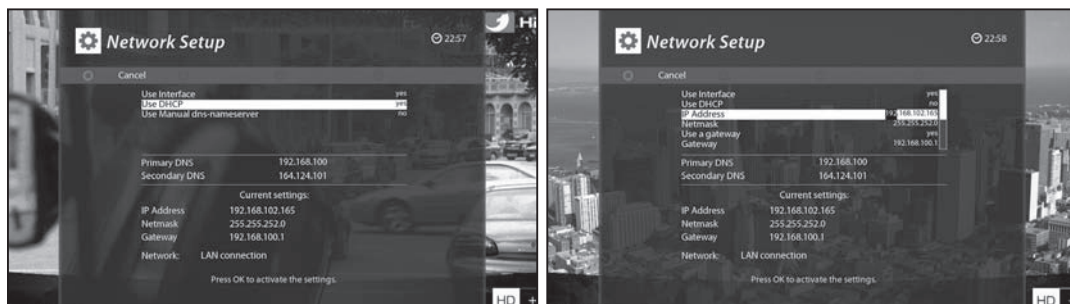 Hi
Network Setup
22:57
Cancel
Use Interface yes
Use DHCP yes
Use Manual dns-nameserver no
Primary DNS 192.168.100
Secondary DNS 164.124.101
Current settings:
IP Address 192.168.102.165
Netmask 255.255.252.0
Gateway 192.168.100.1
Network: LAN connection
Press OK to activate the settings.
HD +
Network Setup
22:58
Cancel
Use Interface yes
Use DHCP no
IP Address 192.168.102.165
Netmask 255.255.252.0
Use a gateway yes
Gateway 192.168.100.1
Primary DNS 192.168.100
Secondary DNS 164.124.101
Current settings:
IP Address 192.168.102.165
Netmask 255.255.252.0
Gateway 192.168.100.1
Network: LAN connection
Press OK to activate the settings.
HD